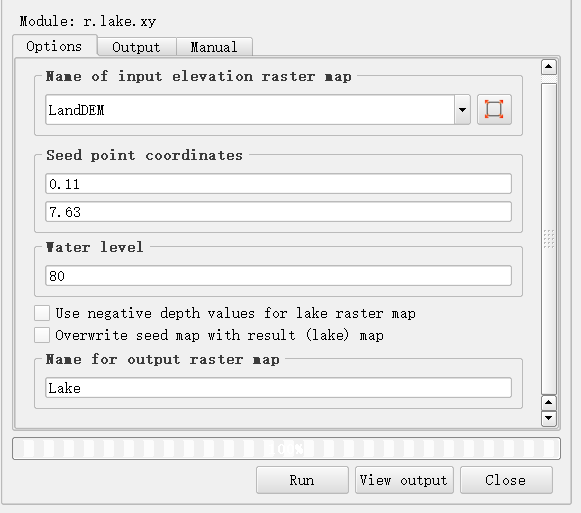 Module: r.lake.xy
Options Output Manual
Name of input elevation raster map
LandDEM
Seed point coordinates
0.11
7.63
Water level
80
Use negative depth values for lake raster map
Overwrite seed map with result (lake) map
Name for output raster map
Lake
0%
Run View output Close